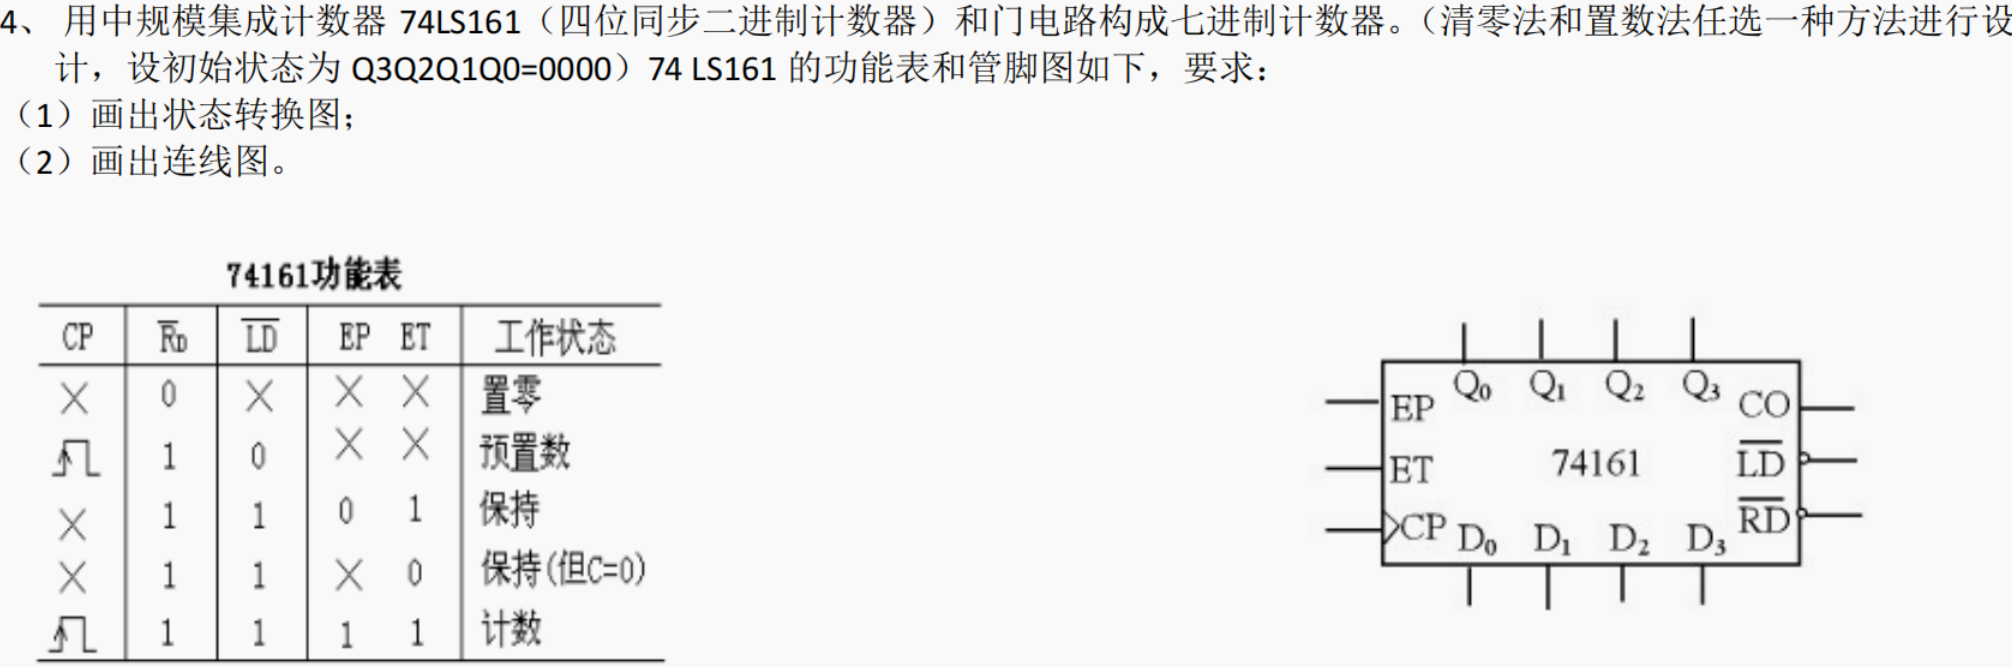 4、用中规模集成计数器 74LS161（四位同步二进制计数器）和门电路构成七进制计数器。（清零法和置数法任选一种方法进行设
计，设初始状态为 Q3Q2Q1Q0=0000）74 LS161 的功能表和管脚图如下，要求：
（1）画出状态转换图；
（2）画出连线图。
74161功能表
CP R̅D L̅D̅ EP ET 工作状态
X 0 X X X 置零
1 0 X X 预置数
X 1 1 0 1 保持
X 1 1 X 0 保持(但C=0)
1 1 1 1 计数
Q0 Q1 Q2 Q3
EP CO
ET 74161 L̅D̅
CP D0 D1 D2 D3 R̅D̅